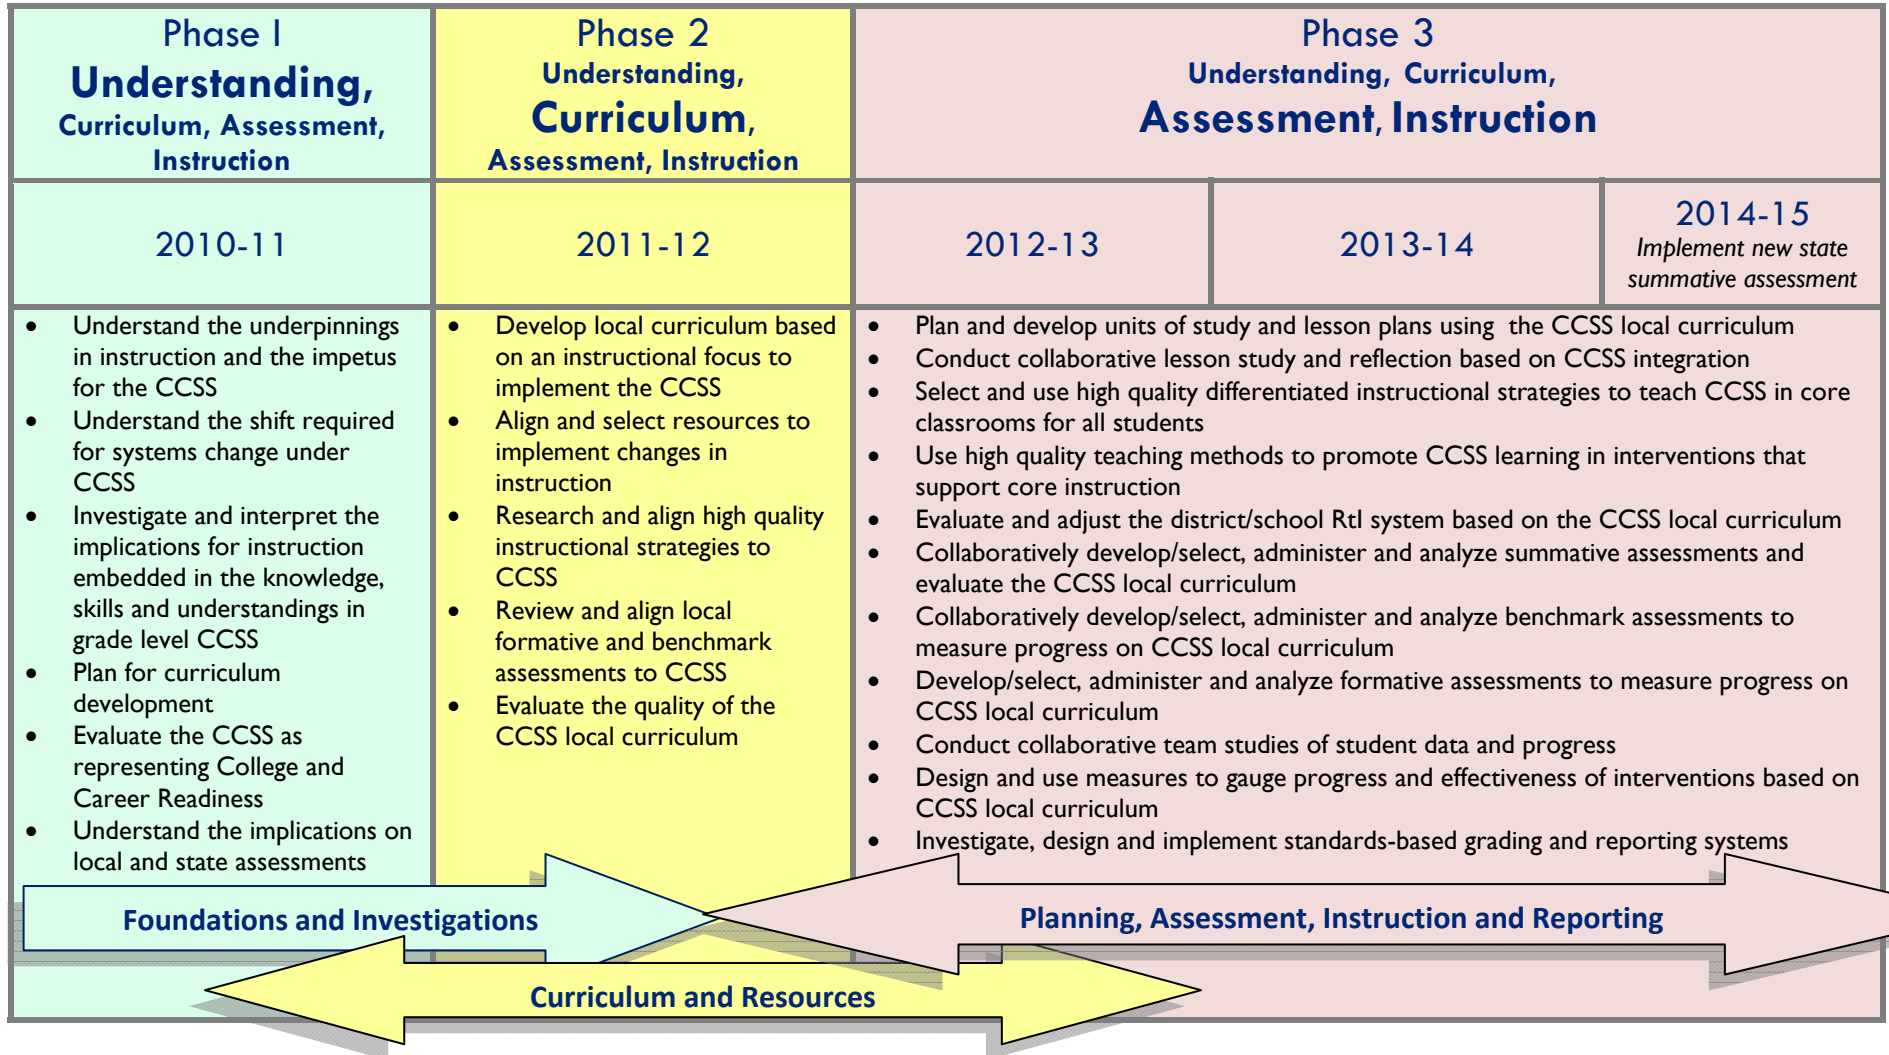 Phase I
Understanding,
Curriculum, Assessment,
Instruction
Phase 2
Understanding,
Curriculum,
Assessment, Instruction
Phase 3
Understanding, Curriculum,
Assessment, Instruction
2010-11
2011-12
2012-13
2013-14
2014-15
Implement new state
summative assessment
• Understand the underpinnings
in instruction and the impetus
for the CCSS
• Understand the shift required
for systems change under
CCSS
• Investigate and interpret the
implications for instruction
embedded in the knowledge,
skills and understandings in
grade level CCSS
• Plan for curriculum
development
• Evaluate the CCSS as
representing College and
Career Readiness
• Understand the implications on
local and state assessments
• Develop local curriculum based
on an instructional focus to
implement the CCSS
• Align and select resources to
implement changes in
instruction
• Research and align high quality
instructional strategies to
CCSS
• Review and align local
formative and benchmark
assessments to CCSS
• Evaluate the quality of the
CCSS local curriculum
• Plan and develop units of study and lesson plans using the CCSS local curriculum
• Conduct collaborative lesson study and reflection based on CCSS integration
• Select and use high quality differentiated instructional strategies to teach CCSS in core
classrooms for all students
• Use high quality teaching methods to promote CCSS learning in interventions that
support core instruction
• Evaluate and adjust the district/school RtI system based on the CCSS local curriculum
• Collaboratively develop/select, administer and analyze summative assessments and
evaluate the CCSS local curriculum
• Collaboratively develop/select, administer and analyze benchmark assessments to
measure progress on CCSS local curriculum
• Develop/select, administer and analyze formative assessments to measure progress on
CCSS local curriculum
• Conduct collaborative team studies of student data and progress
• Design and use measures to gauge progress and effectiveness of interventions based on
CCSS local curriculum
• Investigate, design and implement standards-based grading and reporting systems
Foundations and Investigations
Planning, Assessment, Instruction and Reporting
Curriculum and Resources